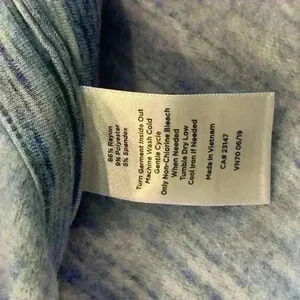 86% Rayon
9% Polyester
5% Spandex
Turn Garment Inside Out
Machine Wash Cold
Gentle Cycle
Only Non-Chlorine Bleach
When Needed
Tumble Dry Low
Cool Iron If Needed
Made in Vietnam
CA# 23147
VN70 06/19